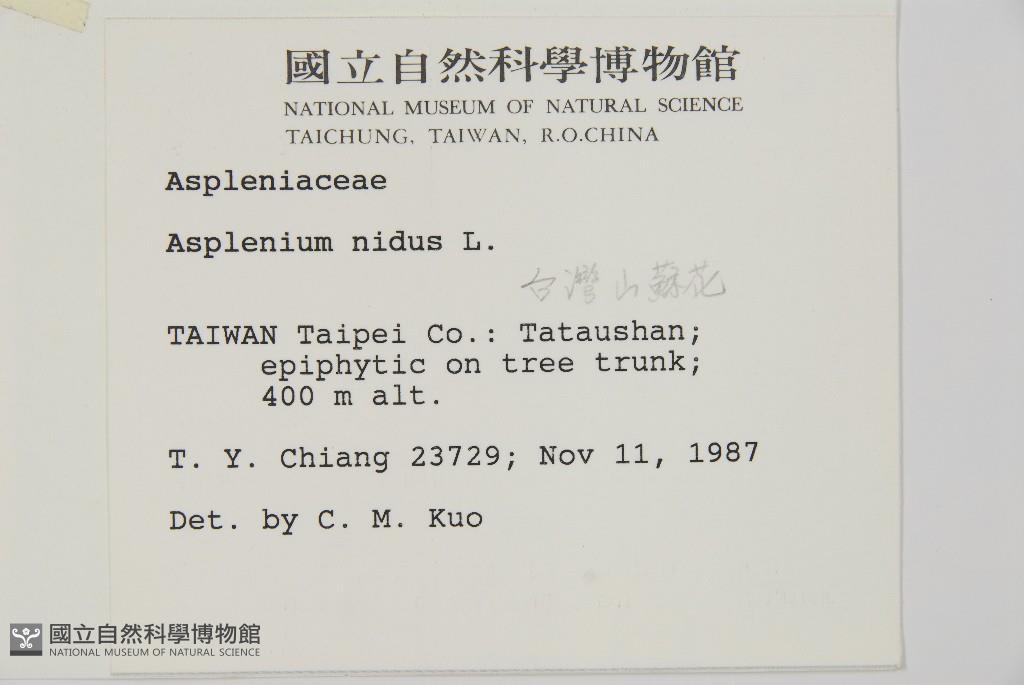 國立自然科學博物館
NATIONAL MUSEUM OF NATURAL SCIENCE
TAICHUNG, TAIWAN, R.O.CHINA
Aspleniaceae
Asplenium nidus L.
台灣山蘇花
TAIWAN Taipei Co.: Tataushan;
epiphytic on tree trunk;
400 m alt.
T. Y. Chiang 23729; Nov 11, 1987
Det. by C. M. Kuo
國立自然科學博物館
NATIONAL MUSEUM OF NATURAL SCIENCE